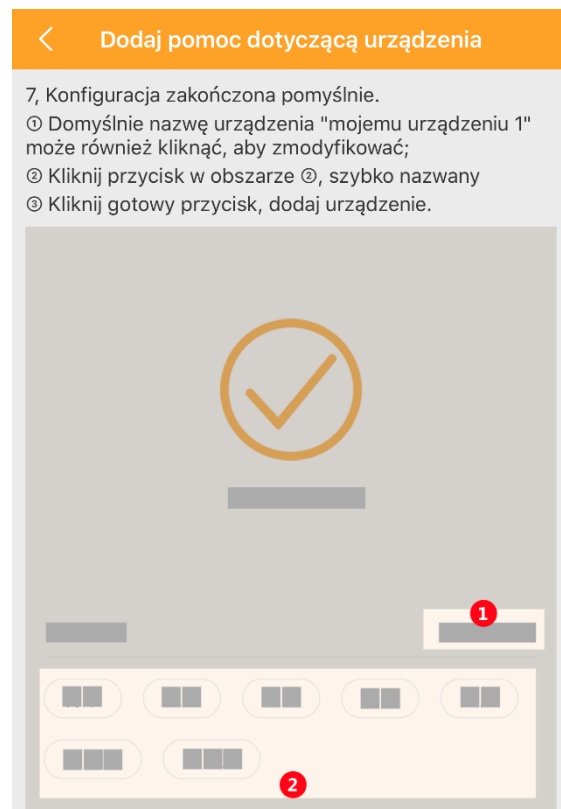 Dodaj pomoc dotyczącą urządzenia
7, Konfiguracja zakończona pomyślnie.
① Domyślnie nazwę urządzenia "mojemu urządzeniu 1"
może również kliknąć, aby zmodyfikować;
② Kliknij przycisk w obszarze ②, szybko nazwany
③ Kliknij gotowy przycisk, dodaj urządzenie.
1
2